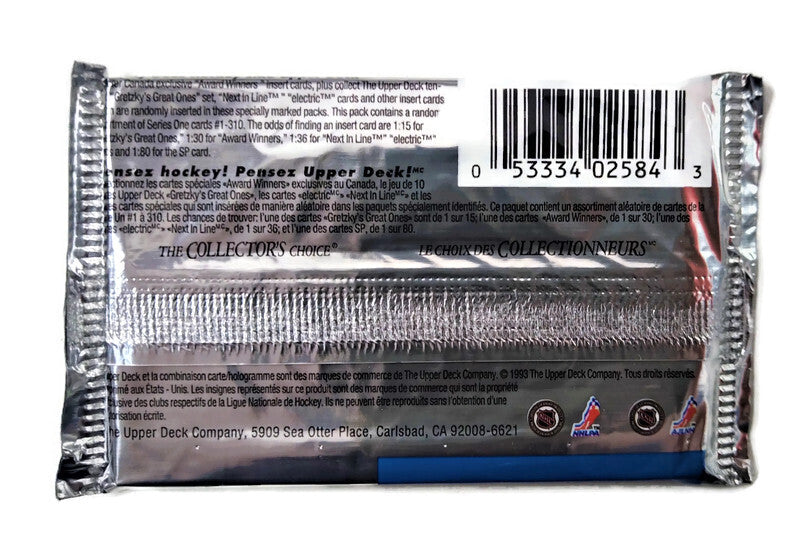 Canada exclusive "Award Winners" insert cards, plus collect The Upper Deck ten-
"Gretzky's Great Ones" set, "Next in Line™" "electric™" cards and other insert cards
are randomly inserted in these specially marked packs. This pack contains a random
tment of Series One cards #1-310. The odds of finding an insert card are 1:15 for
tzky's Great Ones," 1:30 for "Award Winners," 1:36 for "Next In Line™" "electric™"
s and 1:80 for the SP card.
0 53334 02584 3
ensez hockey! Pensez Upper Deck!MC
ectionnez les cartes spéciales «Award Winners» exclusives au Canada, le jeu de 10
es Upper Deck «Gretzky's Great Ones», les cartes «electricMC» «Next in LineMC» et les
es spéciales qui sont insérées de manière aléatoire dans les paquets spécialement identifiés. Ce paquet contient un assortiment aléatoire de cartes de la
e Un #1 à 310. Les chances de trouver: l'une des cartes «Gretzky's Great Ones» sont de 1 sur 15; l'une des cartes «Award Winners», de 1 sur 30; l'une des
es «electricMC» «Next In LineMC», de 1 sur 36; et l'une des cartes SP, de 1 sur 80.
THE COLLECTOR'S CHOICE® LE CHOIX DES COLLECTIONNEURSMC
per Deck et la combinaison carte/hologramme sont des marques de commerce de The Upper Deck Company. © 1993 The Upper Deck Company. Tous droits réservés.
rimé aux États - Unis. Les insignes représentés sur ce produit sont des marques de commerce qui sont la propriété
clusive des clubs respectifs de la Ligue Nationale de Hockey. Ils ne peuvent être reproduits sans l'obtention d'une
orisation écrite.
he Upper Deck Company, 5909 Sea Otter Place, Carlsbad, CA 92008-6621
NHLPA